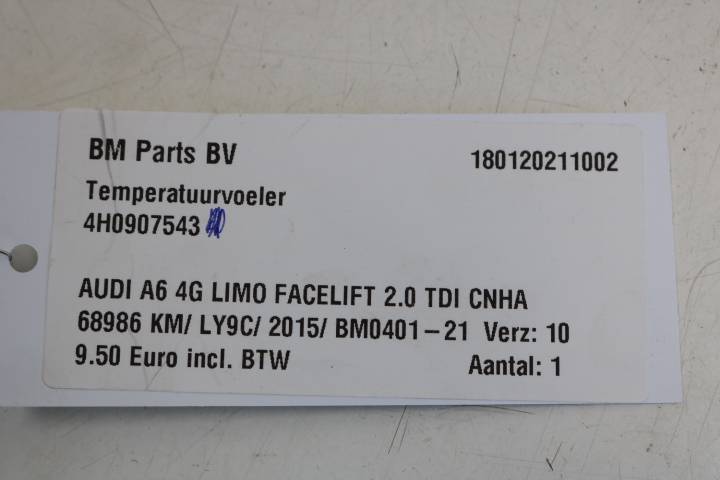 BM Parts BV 180120211002
Temperatuurvoeler
4H0907543
AUDI A6 4G LIMO FACELIFT 2.0 TDI CNHA
68986 KM/ LY9C/ 2015/ BM0401-21 Verz: 10
9.50 Euro incl. BTW Aantal: 1